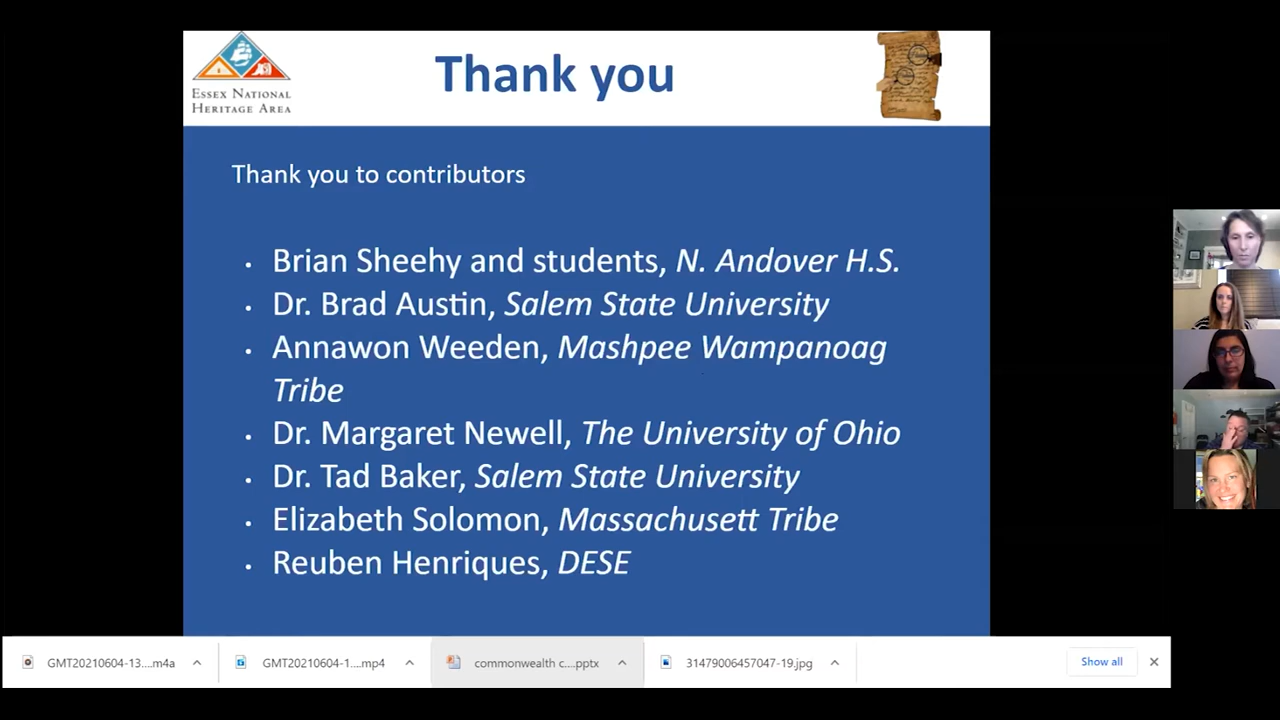 Thank you
ESSEX NATIONAL
HERITAGE AREA
Thank you to contributors
• Brian Sheehy and students, N. Andover H.S.
• Dr. Brad Austin, Salem State University
• Annawon Weeden, Mashpee Wampanoag
Tribe
• Dr. Margaret Newell, The University of Ohio
• Dr. Tad Baker, Salem State University
• Elizabeth Solomon, Massachusett Tribe
• Reuben Henriques, DESE
GMT20210604-13....m4a
GMT20210604-1....mp4
commonwealth c....pptx
31479006457047-19.jpg
Show all